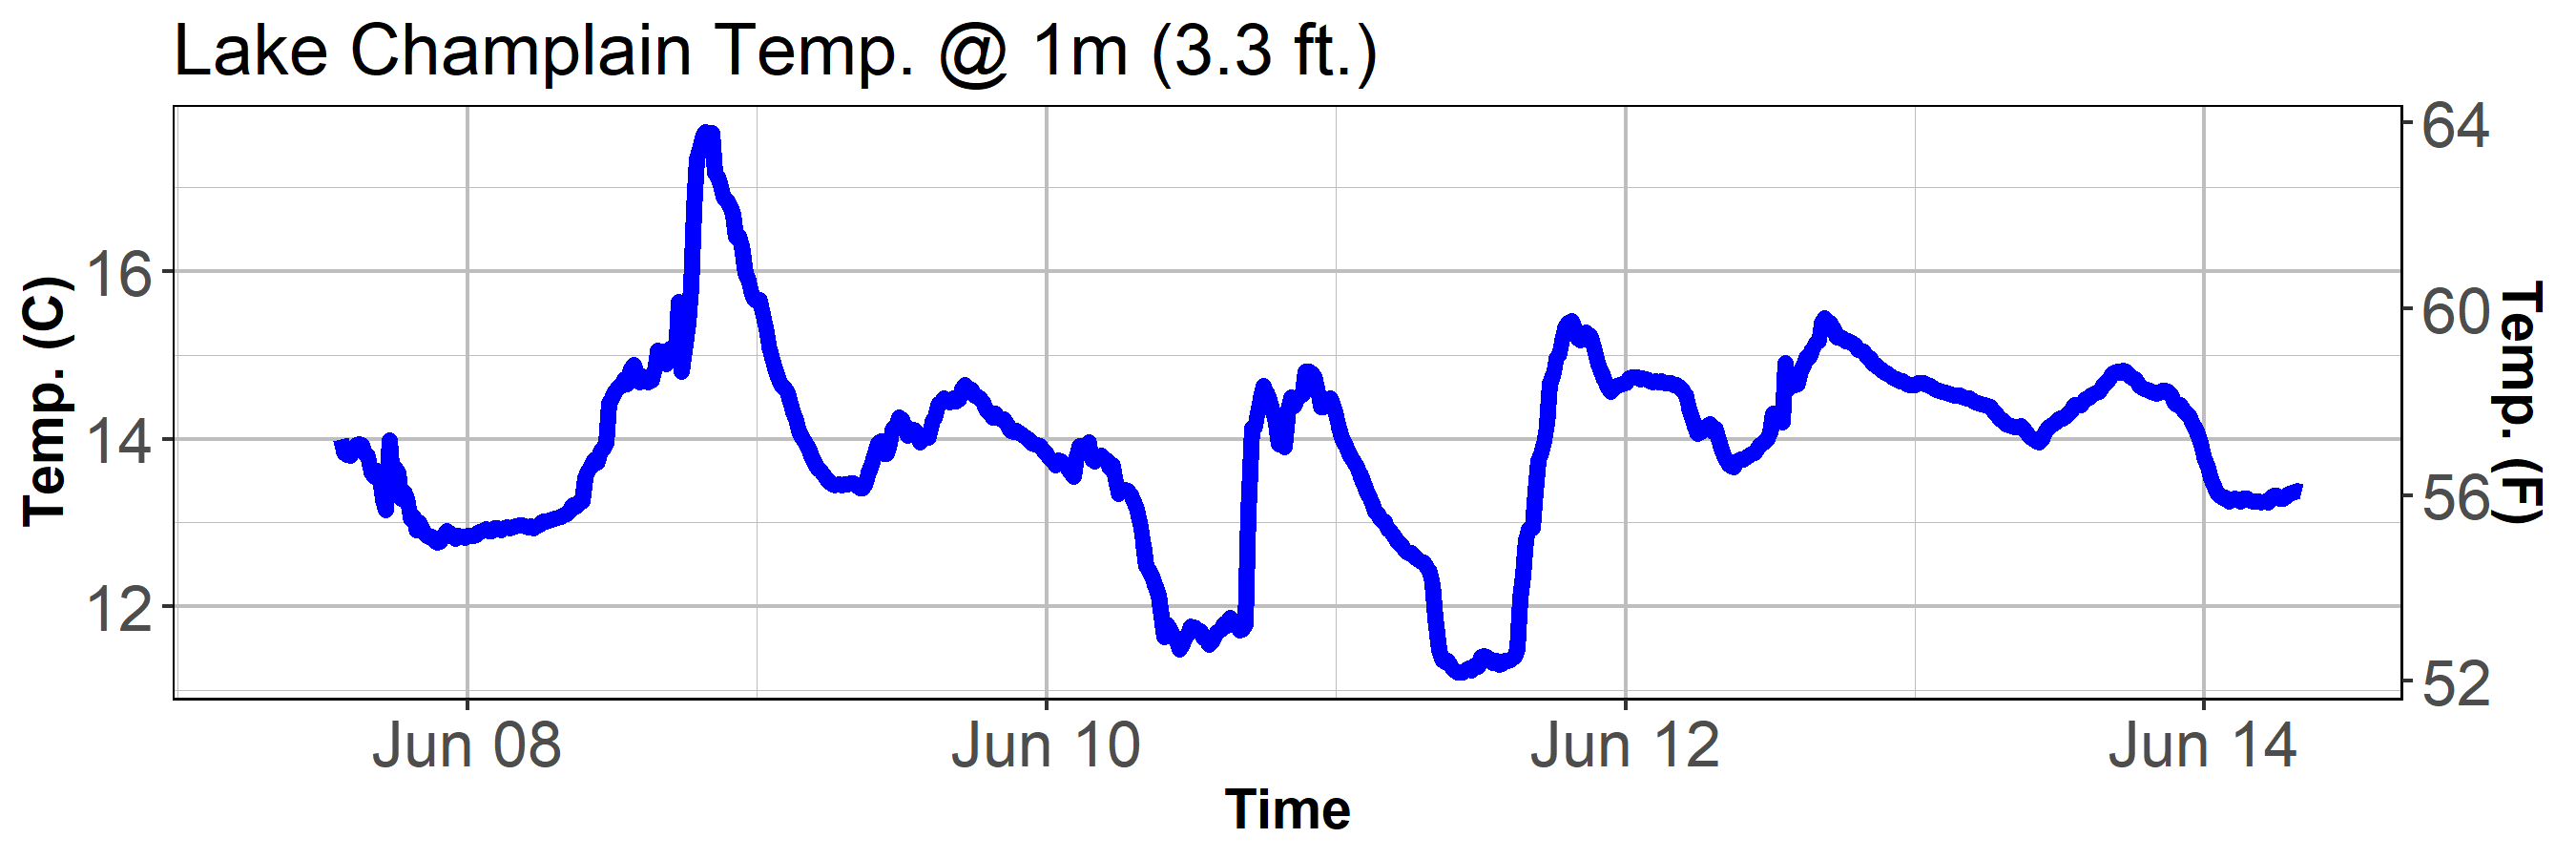 Lake Champlain Temp. @ 1m (3.3 ft.)
Temp. (C)
16
14
12
64
60
56
52
Temp. (F)
Jun 08 Jun 10 Jun 12 Jun 14
Time